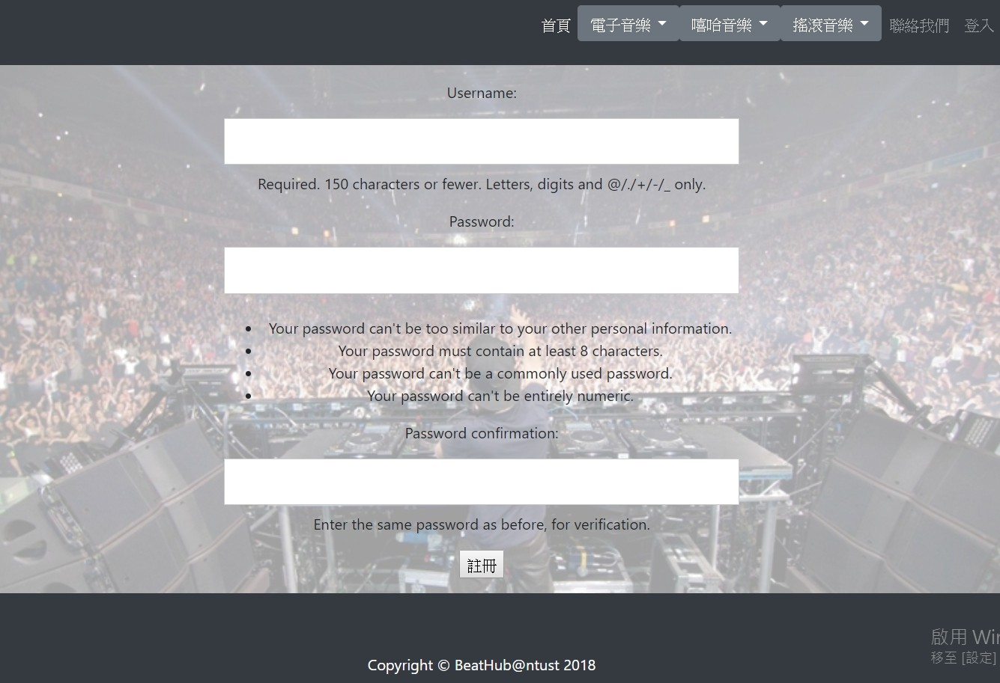 首頁 電子音樂 嘻哈音樂 搖滾音樂 聯絡我們 登入
Username:
Required. 150 characters or fewer. Letters, digits and @/./+/-/_ only.
Password:
Your password can't be too similar to your other personal information.
Your password must contain at least 8 characters.
Your password can't be a commonly used password.
Your password can't be entirely numeric.
Password confirmation:
Enter the same password as before, for verification.
註冊
啟用 Win
移至 [設定]
Copyright © BeatHub@ntust 2018